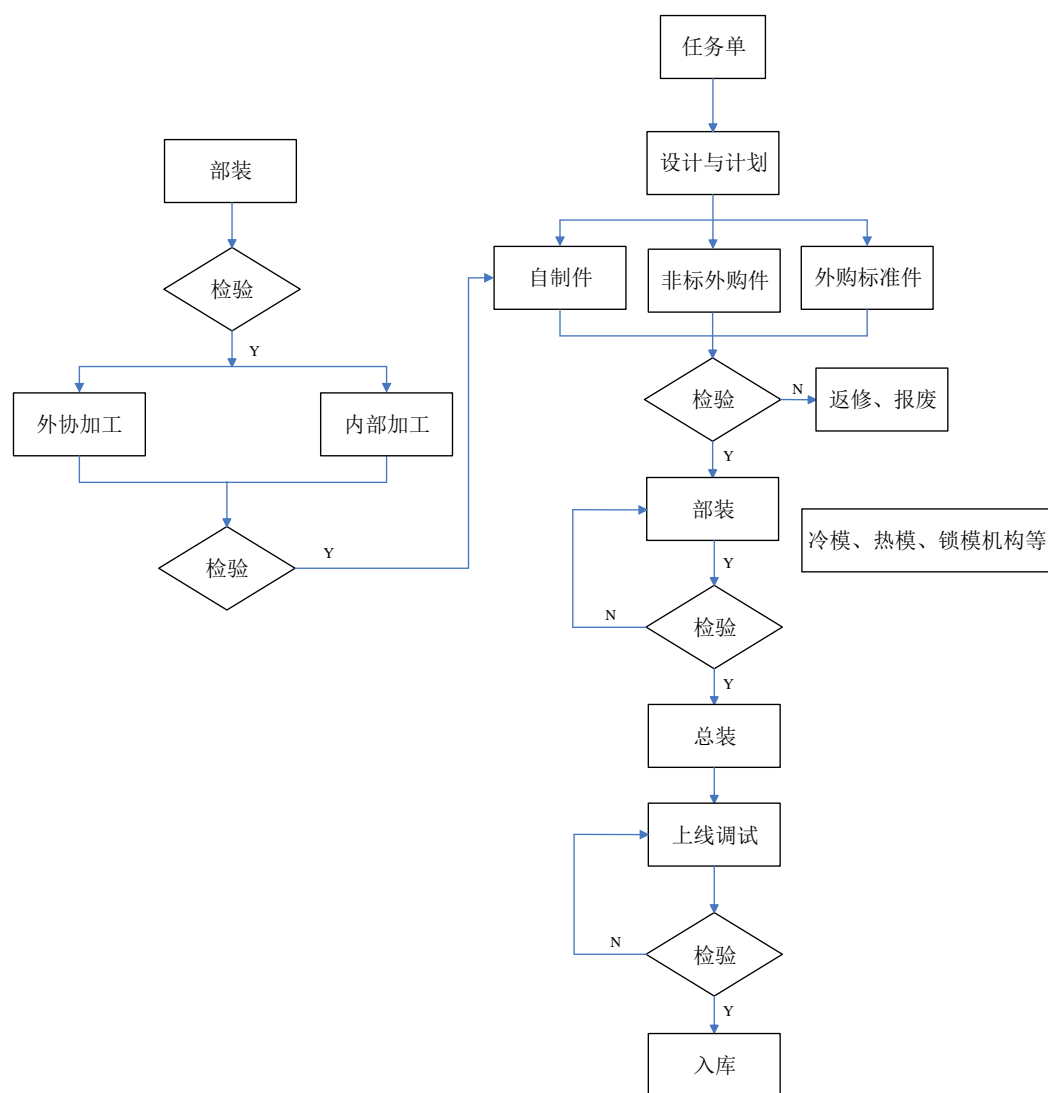 任务单
设计与计划
部装
自制件
非标外购件
外购标准件
检验
Y
外协加工
内部加工
检验
N
返修、报废
Y
部装
冷模、热模、锁模机构等
检验
Y
Y
检验
N
Y
总装
上线调试
检验
N
Y
入库